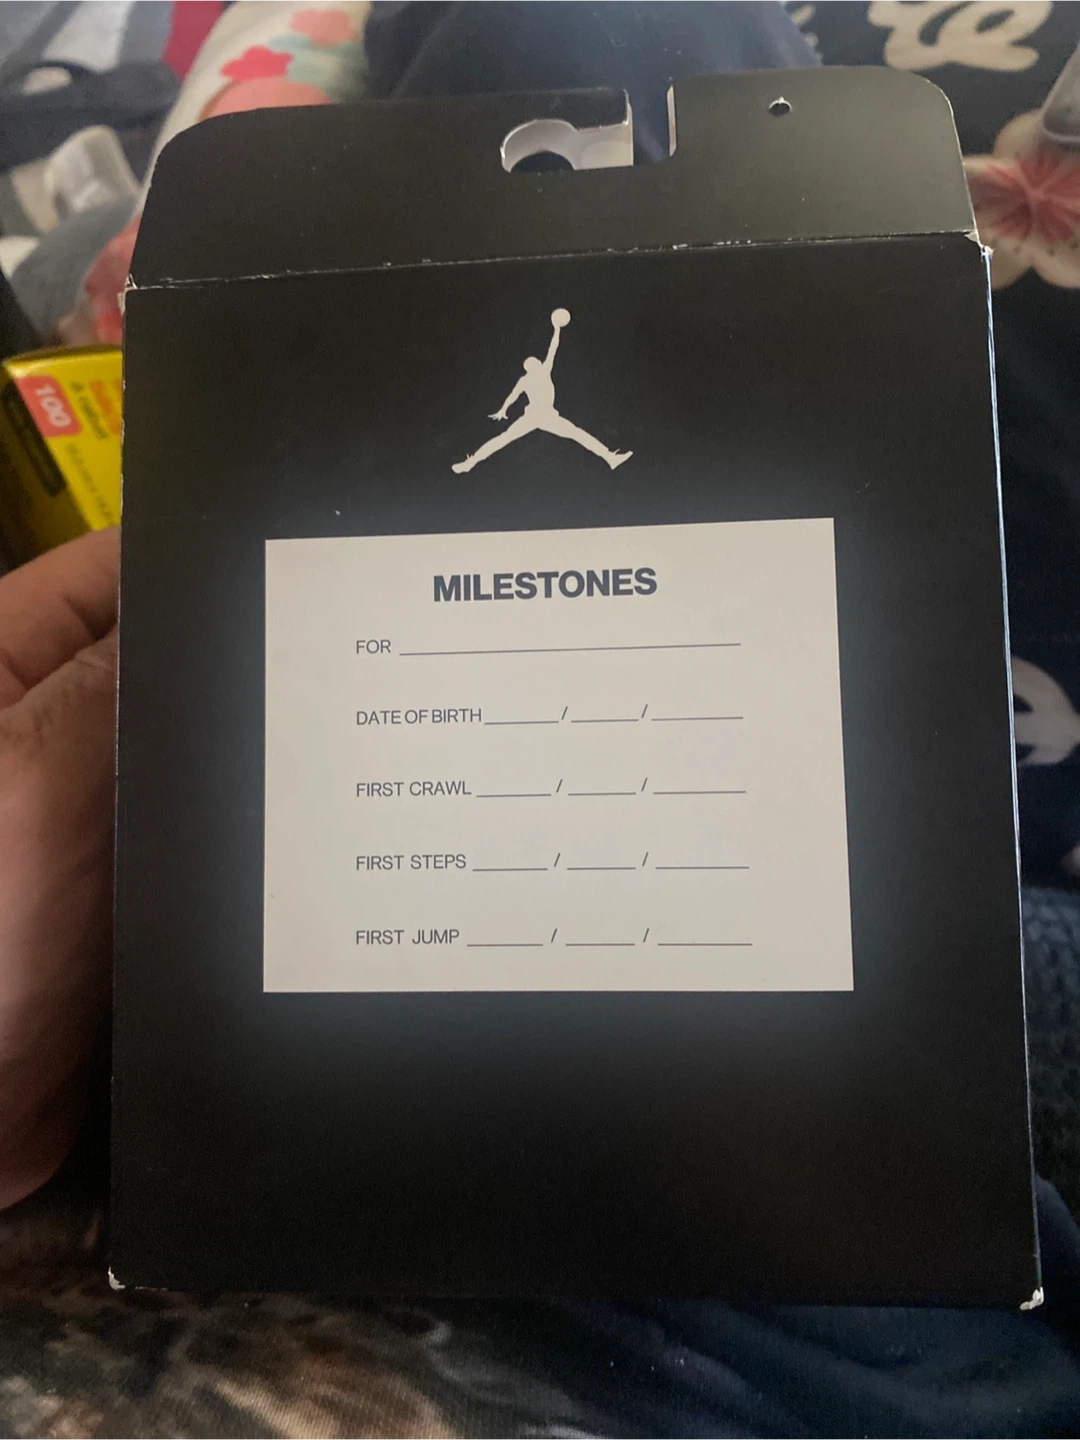 MILESTONES
FOR
DATE OF BIRTH / /
FIRST CRAWL / /
FIRST STEPS / /
FIRST JUMP / /
100